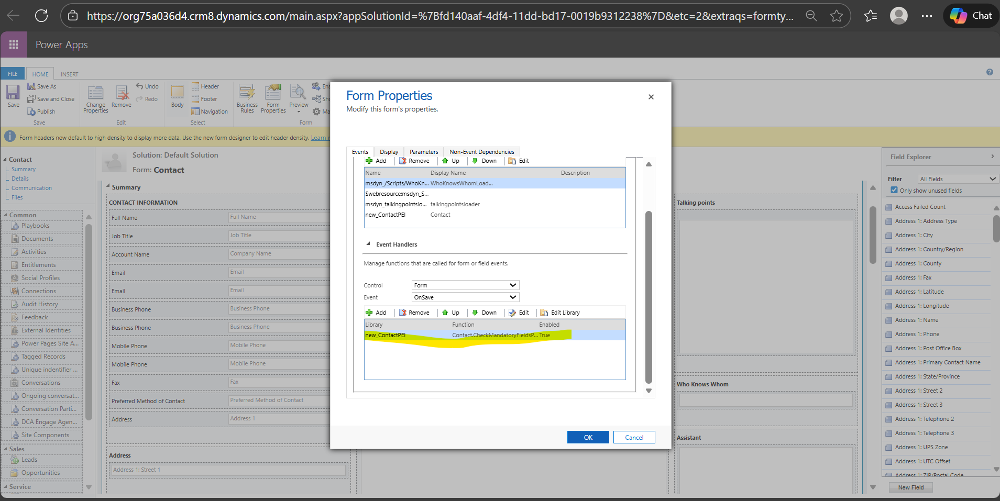 https://org75a036d4.crm8.dynamics.com/main.aspx?appSolutionId=%7Bfd140aaf-4df4-11dd-bd17-0019b9312238%7D&etc=2&extraqs=formty...
Chat
Power Apps
FILE
HOME
INSERT
Save
Save As
Save and Close
Publish
Save
Change Properties
Remove
Undo
Redo
Edit
Body
Header
Footer
Navigation
Select
Business Rules
Form Properties
Preview
Form
Form headers now default to high density to display more data. Use the new form designer to edit header density. Learn
Contact
Summary
Details
Communication
Files
Common
Playbooks
Documents
Activities
Entitlements
Social Profiles
Connections
Audit History
Feedback
External Identities
Power Pages Site A...
Tagged Records
Unique indentifier ...
Conversations
Ongoing conversat...
Conversation Parti...
DCA Engage Agen...
Site Components
Sales
Leads
Opportunities
Service
Solution: Default Solution
Form: Contact
Summary
CONTACT INFORMATION
Full Name Full Name
Job Title Job Title
Account Name Company Name
Email Email
Email Email
Business Phone Business Phone
Business Phone Business Phone
Mobile Phone Mobile Phone
Mobile Phone Mobile Phone
Fax Fax
Preferred Method of Contact Preferred Method of Contact
Address Address 1
Address
Address 1: Street 1
Form Properties
Modify this form's properties.
Events Display Parameters Non-Event Dependencies
Add Remove Up Down Edit
Name Display Name Description
msdyn_/Scripts/WhoKn... WhoKnowsWhomLoad...
$webresource:msdyn_S...
msdyn_talkingpointslo... talkingpointsloader
new_ContactPEI Contact
Event Handlers
Manage functions that are called for form or field events.
Control Form
Event OnSave
Add Remove Up Down Edit Edit Library
Library Function Enabled
new_ContactPEI Contact.CheckMandatoryFieldsP... True
OK Cancel
Talking points
Who Knows Whom
Assistant
Field Explorer
Filter All Fields
Only show unused fields
Access Failed Count
Address 1: Address Type
Address 1: City
Address 1: Country/Region
Address 1: County
Address 1: Fax
Address 1: Latitude
Address 1: Longitude
Address 1: Name
Address 1: Phone
Address 1: Post Office Box
Address 1: Primary Contact Name
Address 1: State/Province
Address 1: Street 2
Address 1: Street 3
Address 1: Telephone 2
Address 1: Telephone 3
Address 1: UPS Zone
Address 1: UTC Offset
Address 1: ZIP/Postal Code
New Field